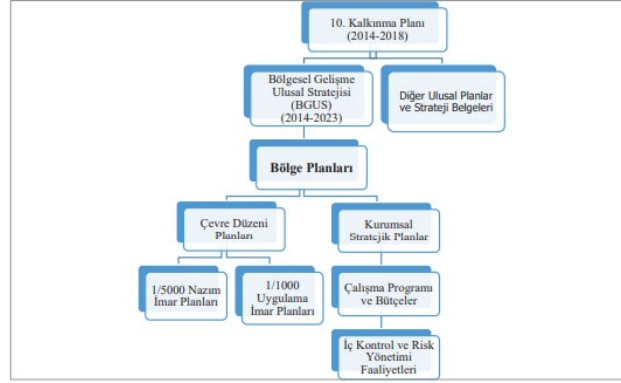 10. Kalkınma Planı
(2014-2018)
Bölgesel Gelişme
Ulusal Stratejisi
(BGUS)
(2014-2023)
Diğer Ulusal Planlar
ve Strateji Belgeleri
Bölge Planları
Çevre Düzeni
Planları
Kurumsal
Stratejik Planlar
1/5000 Nazım
İmar Planları
1/1000
Uygulama
İmar Planları
Çalışma Programı
ve Bütçeler
İç Kontrol ve Risk
Yönetimi
Faaliyetleri